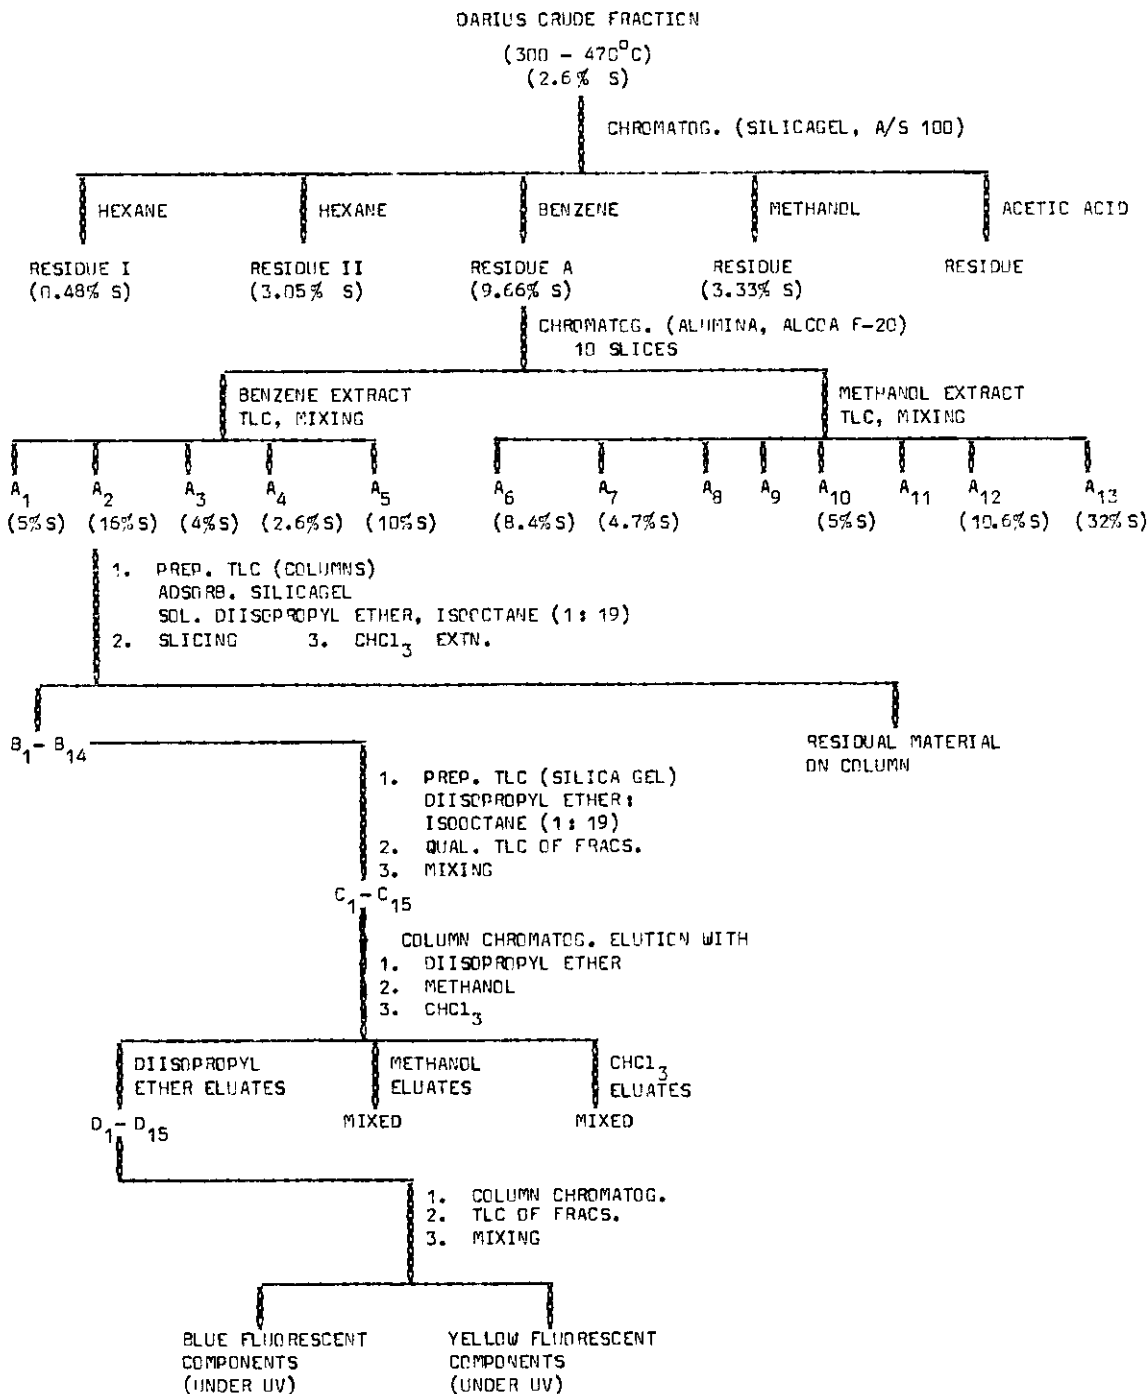 DARIUS CRUDE FRACTION
(300 - 470°C)
(2.6% S)
CHROMATOG. (SILICAGEL, A/S 100)
HEXANE HEXANE BENZENE METHANOL ACETIC ACID
RESIDUE I RESIDUE II RESIDUE A RESIDUE RESIDUE
(0.48% S) (3.05% S) (9.66% S) (3.33% S)
CHROMATOG. (ALUMINA, ALCOA F-20)
10 SLICES
BENZENE EXTRACT METHANOL EXTRACT
TLC, MIXING TLC, MIXING
A1 A2 A3 A4 A5 A6 A7 A8 A9 A10 A11 A12 A13
(5% S) (16% S) (4% S) (2.6% S) (10% S) (8.4% S) (4.7% S) (5% S) (10.6% S) (32% S)
1. PREP. TLC (COLUMNS)
ADSORB. SILICAGEL
SOL. DIISOPROPYL ETHER, ISOOCTANE (1:19)
2. SLICING 3. CHCl3 EXTN.
B1- B14 RESIDUAL MATERIAL
ON COLUMN
1. PREP. TLC (SILICA GEL)
DIISOPROPYL ETHER:
ISOOCTANE (1:19)
2. QUAL. TLC OF FRACS.
3. MIXING
C1- C15
COLUMN CHROMATOG. ELUTION WITH
1. DIISOPROPYL ETHER
2. METHANOL
3. CHCl3
DIISOPROPYL METHANOL CHCl3
ETHER ELUATES ELUATES ELUATES
D1- D15 MIXED MIXED
1. COLUMN CHROMATOG.
2. TLC OF FRACS.
3. MIXING
BLUE FLUORESCENT YELLOW FLUORESCENT
COMPONENTS COMPONENTS
(UNDER UV) (UNDER UV)